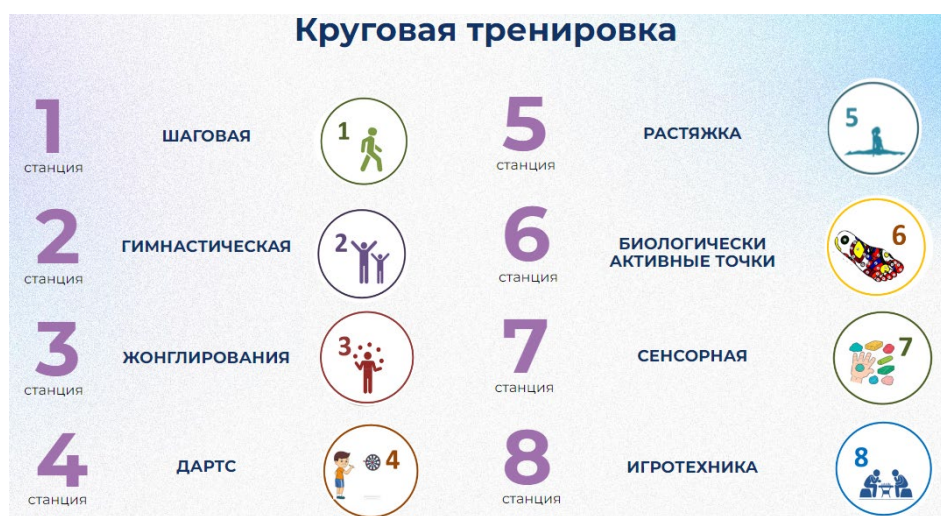 Круговая тренировка
1
станция
ШАГОВАЯ
1
2
станция
ГИМНАСТИЧЕСКАЯ
2
3
станция
ЖОНГЛИРОВАНИЯ
3
4
станция
ДАРТС
4
5
станция
РАСТЯЖКА
5
6
станция
БИОЛОГИЧЕСКИ
АКТИВНЫЕ ТОЧКИ
6
7
станция
СЕНСОРНАЯ
7
8
станция
ИГРОТЕХНИКА
8